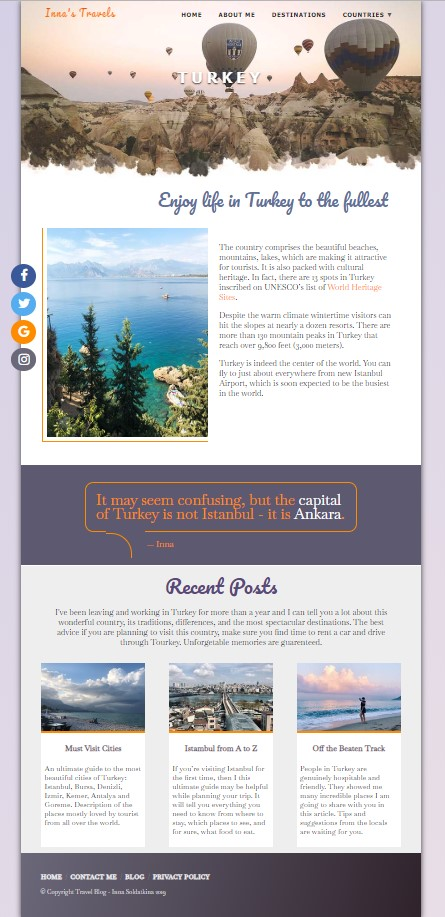 Inna's Travels
HOME ABOUT ME DESTINATIONS COUNTRIES ▼
TURKEY
Enjoy life in Turkey to the fullest
The country comprises the beautiful beaches,
mountains, lakes, which are making it attractive
for toursits. It is also packed with cultural
heritage. In fact, there are 13 spots in Turkey
inscribed on UNESCO's list of World Heritage
Sites.
Despite the warm climate wintertime visitors can
hit the slopes at nearly a dozen resorts. There are
more than 130 mountain peaks in Turkey that
reach over 9,800 feet (3,000 meters).
Turkey is indeed the center of the world. You can
fly to just about everywhere from new Istanbul
Airport, which is soon expected to be the busiest
in the world.
It may seem confusing, but the capital
of Turkey is not Istanbul - it is Ankara.
— Inna
Recent Posts
I've been leaving and working in Turkey for more than a year and I can tell you a lot about this
wonderful country, its traditions, differences, and the most spectacular destinations. The best
advice if you are planning to visit this country, make sure you find time to rent a car and drive
through Tourkey. Unforgetable memories are guarenteed.
Must Visit Cities
An ultimate guide to the most
beautiful cities of Turkey:
Istanbul, Bursa, Denizli,
Izmir, Kemer, Antalya and
Goreme. Description of the
places mostly loved by tourist
from all over the world.
Istambul from A to Z
If you're visiting Istanbul for
the first time, then I this
ultimate guide may be helpful
while planning your trip. It
will tell you everything you
need to know from where to
stay, which places to see, and
for sure, what food to eat.
Off the Beaten Track
People in Turkey are
genuinely hospitable and
friendly. They showed me
many incredible places I am
going to share with you in
this article. Tips and
suggestions from the locals
are waiting for you.
HOME / CONTACT ME / BLOG / PRIVACY POLICY
© Copyright Travel Blog - Inna Soldatkina 2019